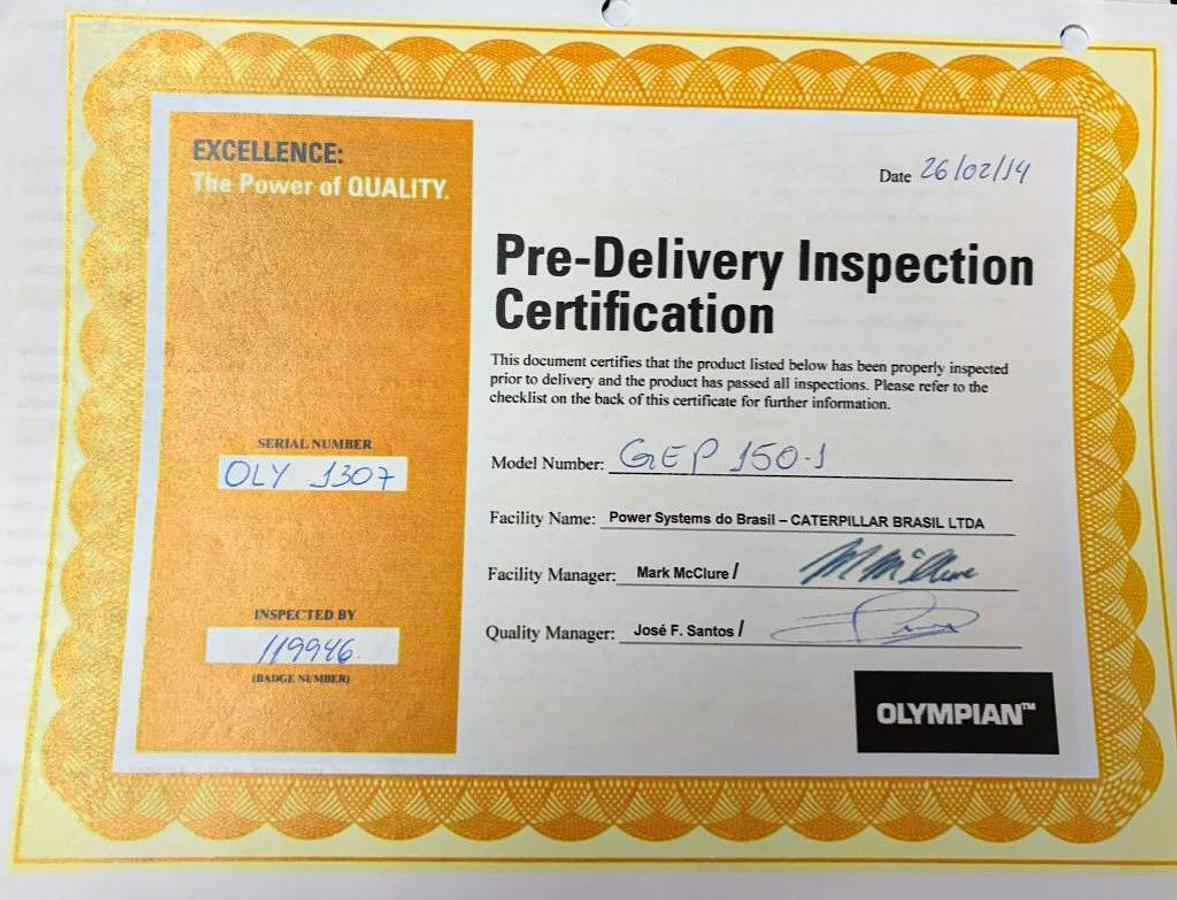 EXCELLENCE:
The Power of QUALITY.
Date 26/02/14
Pre-Delivery Inspection
Certification
This document certifies that the product listed below has been properly inspected
prior to delivery and the product has passed all inspections. Please refer to the
checklist on the back of this certificate for further information.
SERIAL NUMBER
OLY 1307
Model Number: GEP 150-1
Facility Name: Power Systems do Brasil – CATERPILLAR BRASIL LTDA
Facility Manager: Mark McClure / M McClure
Quality Manager: José F. Santos /
INSPECTED BY
119946.
(BADGE NUMBER)
OLYMPIAN™